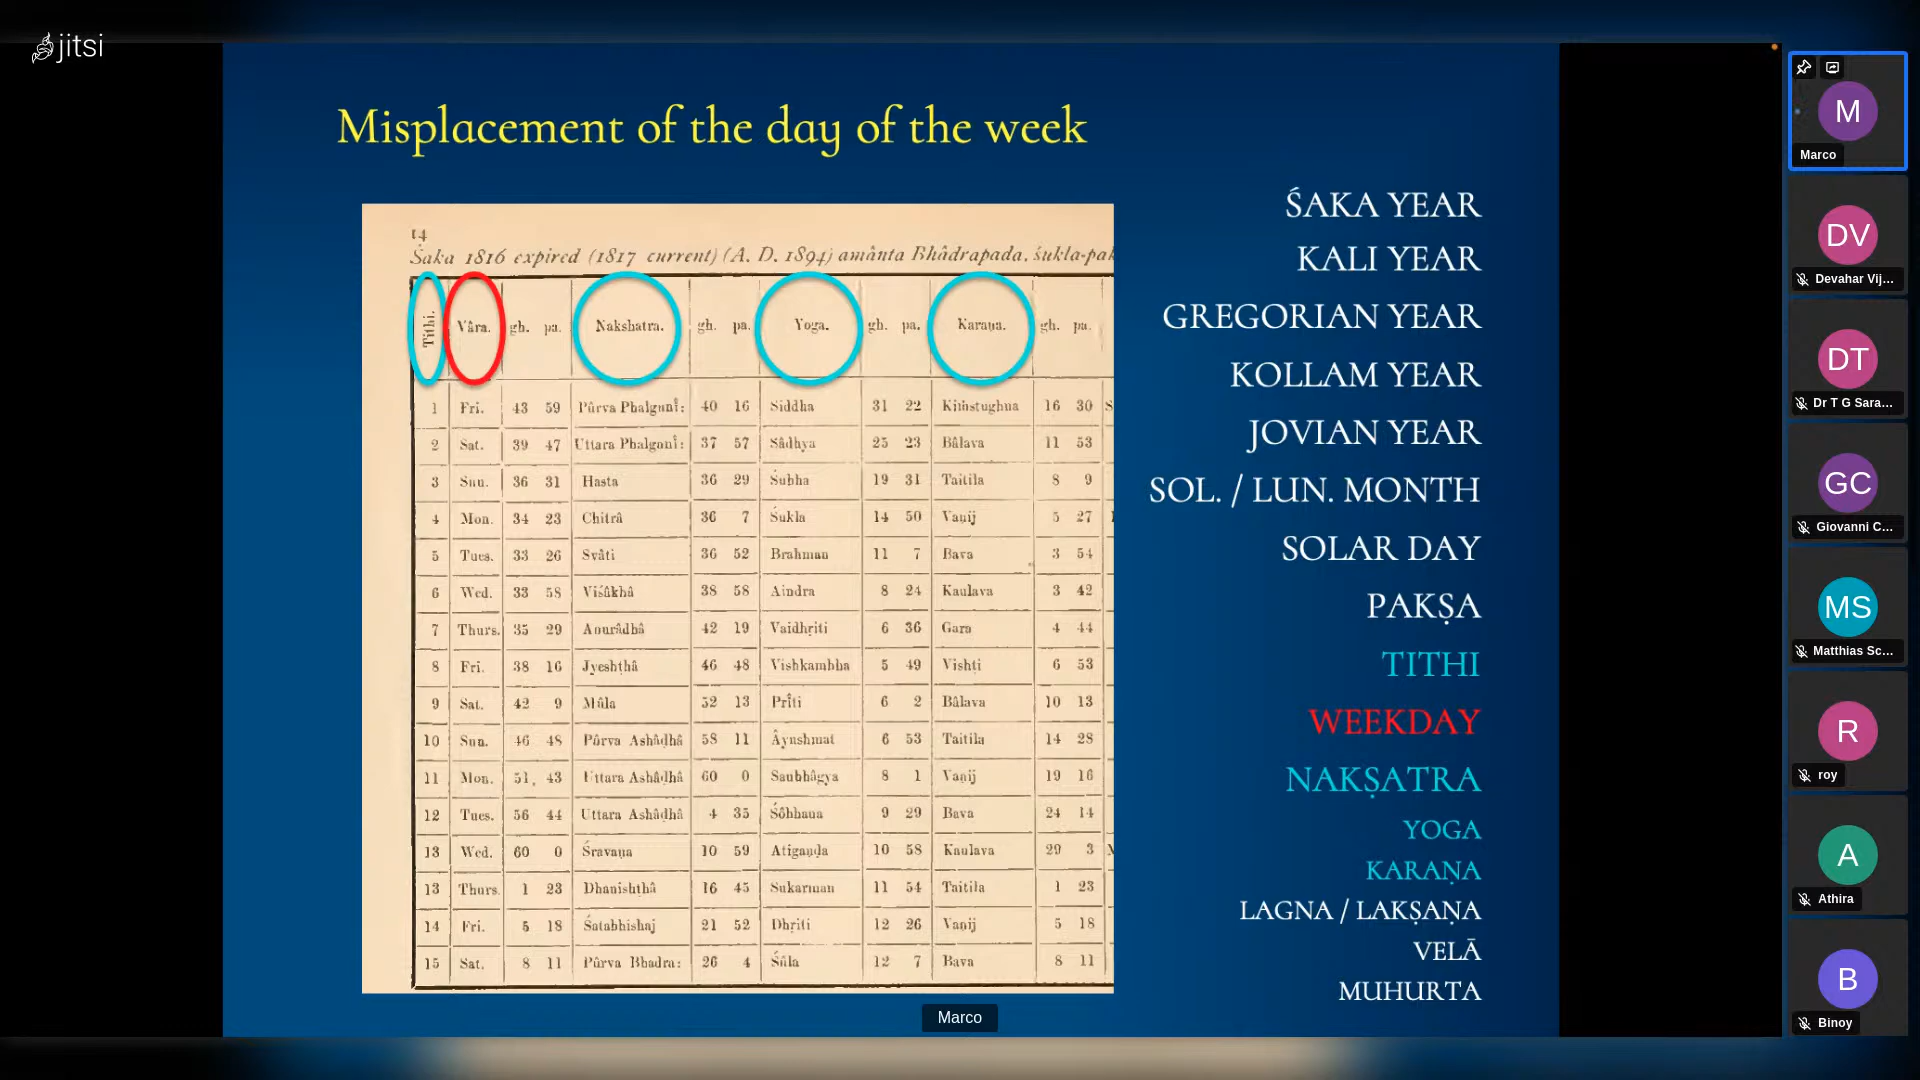 jitsi
Misplacement of the day of the week
14
Śaka 1816 expired (1817 current) (A. D. 1894) amânta Bhâdrapada, śukla-pak
Tithi. Vâra. gh. pa. Nakshatra. gh. pa. Yoga. gh. pa. Karaṇa. gh. pa.
1 Fri. 43 59 Pûrva Phalgunî: 40 16 Siddha 31 22 Kiṁstughna 16 30 S
2 Sat. 39 47 Uttara Phalgunî: 37 57 Sâdhya 25 23 Bâlava 11 53
3 Sun. 36 31 Hasta 36 29 Śubha 19 31 Taitila 8 9
4 Mon. 34 23 Chitrâ 36 7 Śukla 14 50 Vaṇij 5 27
5 Tues. 33 26 Svâti 36 52 Brahman 11 7 Bava 3 54
6 Wed. 33 58 Viśâkhâ 38 58 Aindra 8 24 Kaulava 3 42
7 Thurs. 35 29 Anurâdhâ 42 19 Vaidhṛiti 6 36 Gara 4 44
8 Fri. 38 16 Jyeshṭhâ 46 48 Vishkambha 5 49 Vishṭi 6 53
9 Sat. 42 9 Mûla 52 13 Prîti 6 2 Bâlava 10 13
10 Sun. 46 48 Pûrva Ashâḍhâ 58 11 Âyushmat 6 53 Taitila 14 28
11 Mon. 51 43 Uttara Ashâḍhâ 60 0 Saubhâgya 8 1 Vaṇij 19 16
12 Tues. 56 44 Uttara Ashâḍhâ 4 35 Śôbhana 9 29 Bava 24 14
13 Wed. 60 0 Śravaṇa 10 59 Atigaṇḍa 10 58 Kaulava 29 3
13 Thurs. 1 23 Dhanishṭhâ 16 45 Sukarman 11 54 Taitila 1 23
14 Fri. 5 18 Śatabhishaj 21 52 Dhṛiti 12 26 Vaṇij 5 18
15 Sat. 8 11 Pûrva Bhadra: 26 4 Śûla 12 7 Bava 8 11
ŚAKA YEAR
KALI YEAR
GREGORIAN YEAR
KOLLAM YEAR
JOVIAN YEAR
SOL. / LUN. MONTH
SOLAR DAY
PAKṢA
TITHI
WEEKDAY
NAKṢATRA
YOGA
KARAṆA
LAGNA / LAKṢAṆA
VELĀ
MUHURTA
Marco
M
Marco
DV
Devahar Vij...
DT
Dr T G Sara...
GC
Giovanni C...
MS
Matthias Sc...
R
roy
A
Athira
B
Binoy